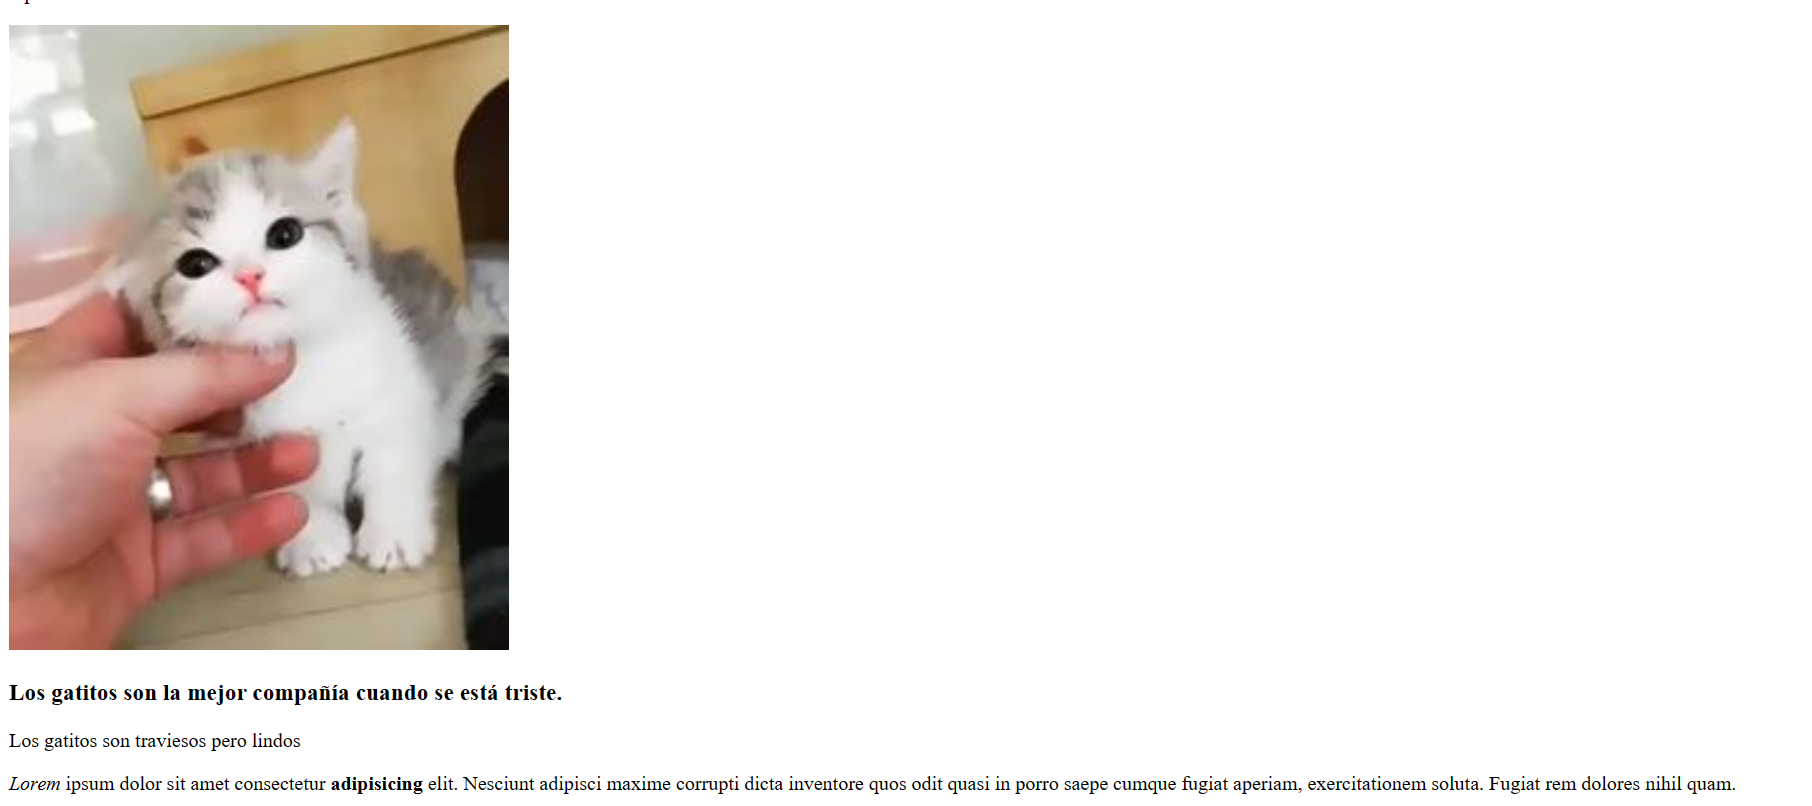 Los gatitos son la mejor compañía cuando se está triste.
Los gatitos son traviesos pero lindos
Lorem ipsum dolor sit amet consectetur adipisicing elit. Nesciunt adipisci maxime corrupti dicta inventore quos odit quasi in porro saepe cumque fugiat aperiam, exercitationem soluta. Fugiat rem dolores nihil quam.